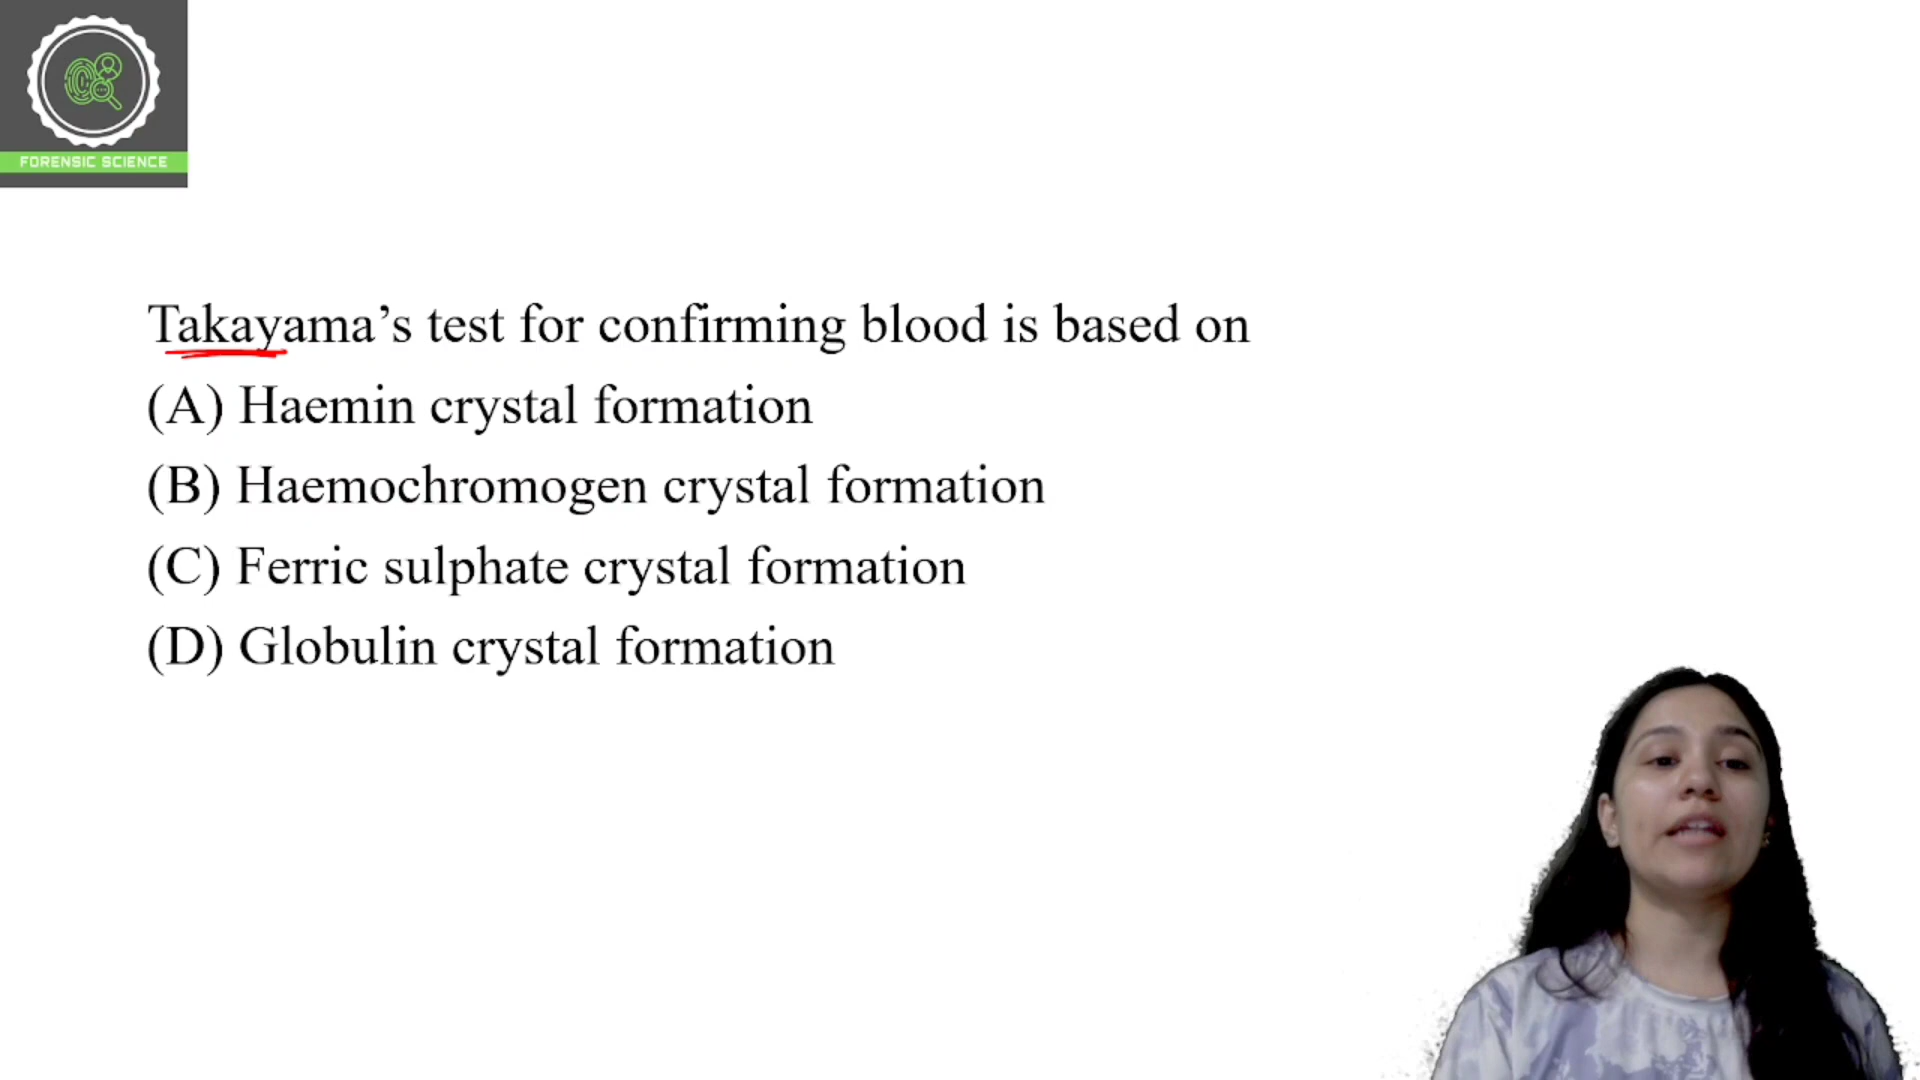 FORENSIC SCIENCE
Takayama’s test for confirming blood is based on
(A) Haemin crystal formation
(B) Haemochromogen crystal formation
(C) Ferric sulphate crystal formation
(D) Globulin crystal formation